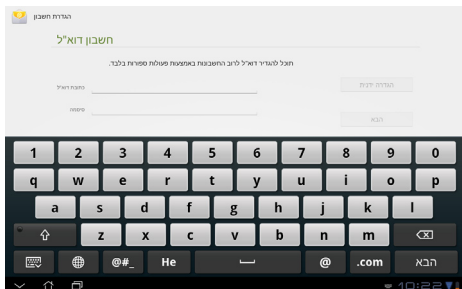 הגדרת חשבון
חשבון דוא"ל
תוכל להגדיר דוא"ל לרוב החשבונות באמצעות פעולות ספורות בלבד.
כתובת דוא"ל
הגדרה ידנית
סיסמה
הבא
1 2 3 4 5 6 7 8 9 0
q w e r t y u i o p
a s d f g h j k l
z x c v b n m
@#_ He @ .com הבא
10:22